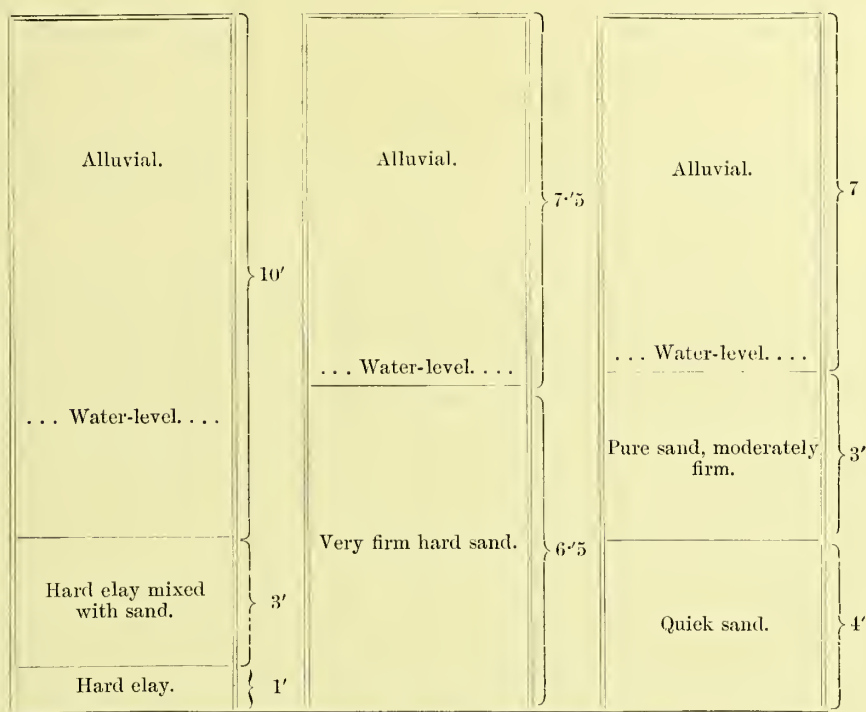 Alluvial.
10′
... Water-level. ...
Hard clay mixed
with sand.
3′
Hard clay.
1′
Alluvial.
7·′5
... Water-level. ...
Very firm hard sand.
6·′5
Alluvial.
7
... Water-level. ...
Pure sand, moderately
firm.
3′
Quick sand.
4′